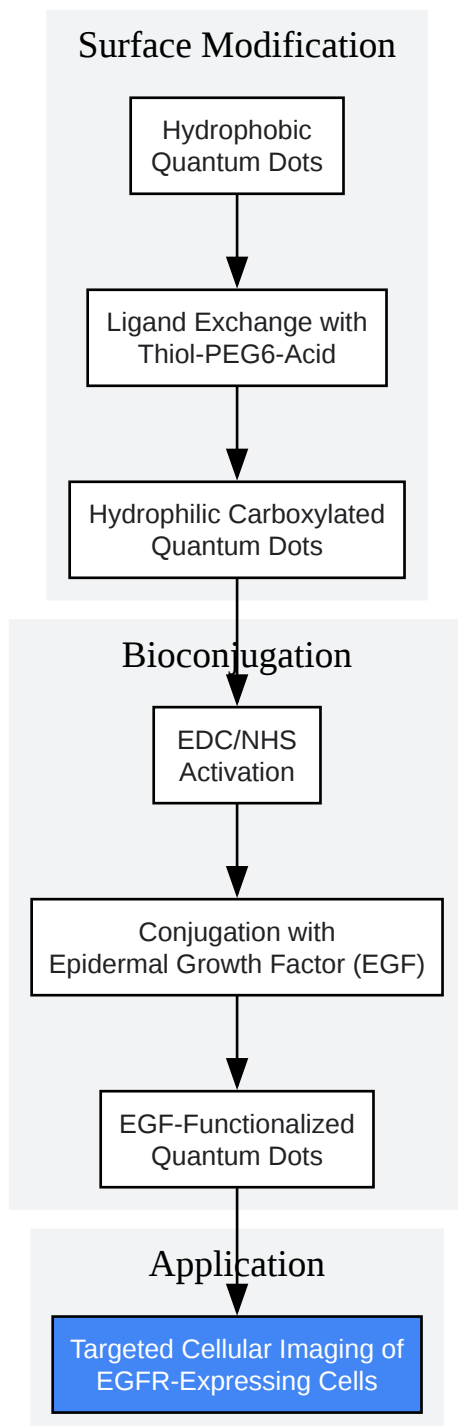 Surface Modification
Hydrophobic
Quantum Dots
Ligand Exchange with
Thiol-PEG6-Acid
Hydrophilic Carboxylated
Quantum Dots
Bioconjugation
EDC/NHS
Activation
Conjugation with
Epidermal Growth Factor (EGF)
EGF-Functionalized
Quantum Dots
Application
Targeted Cellular Imaging of
EGFR-Expressing Cells